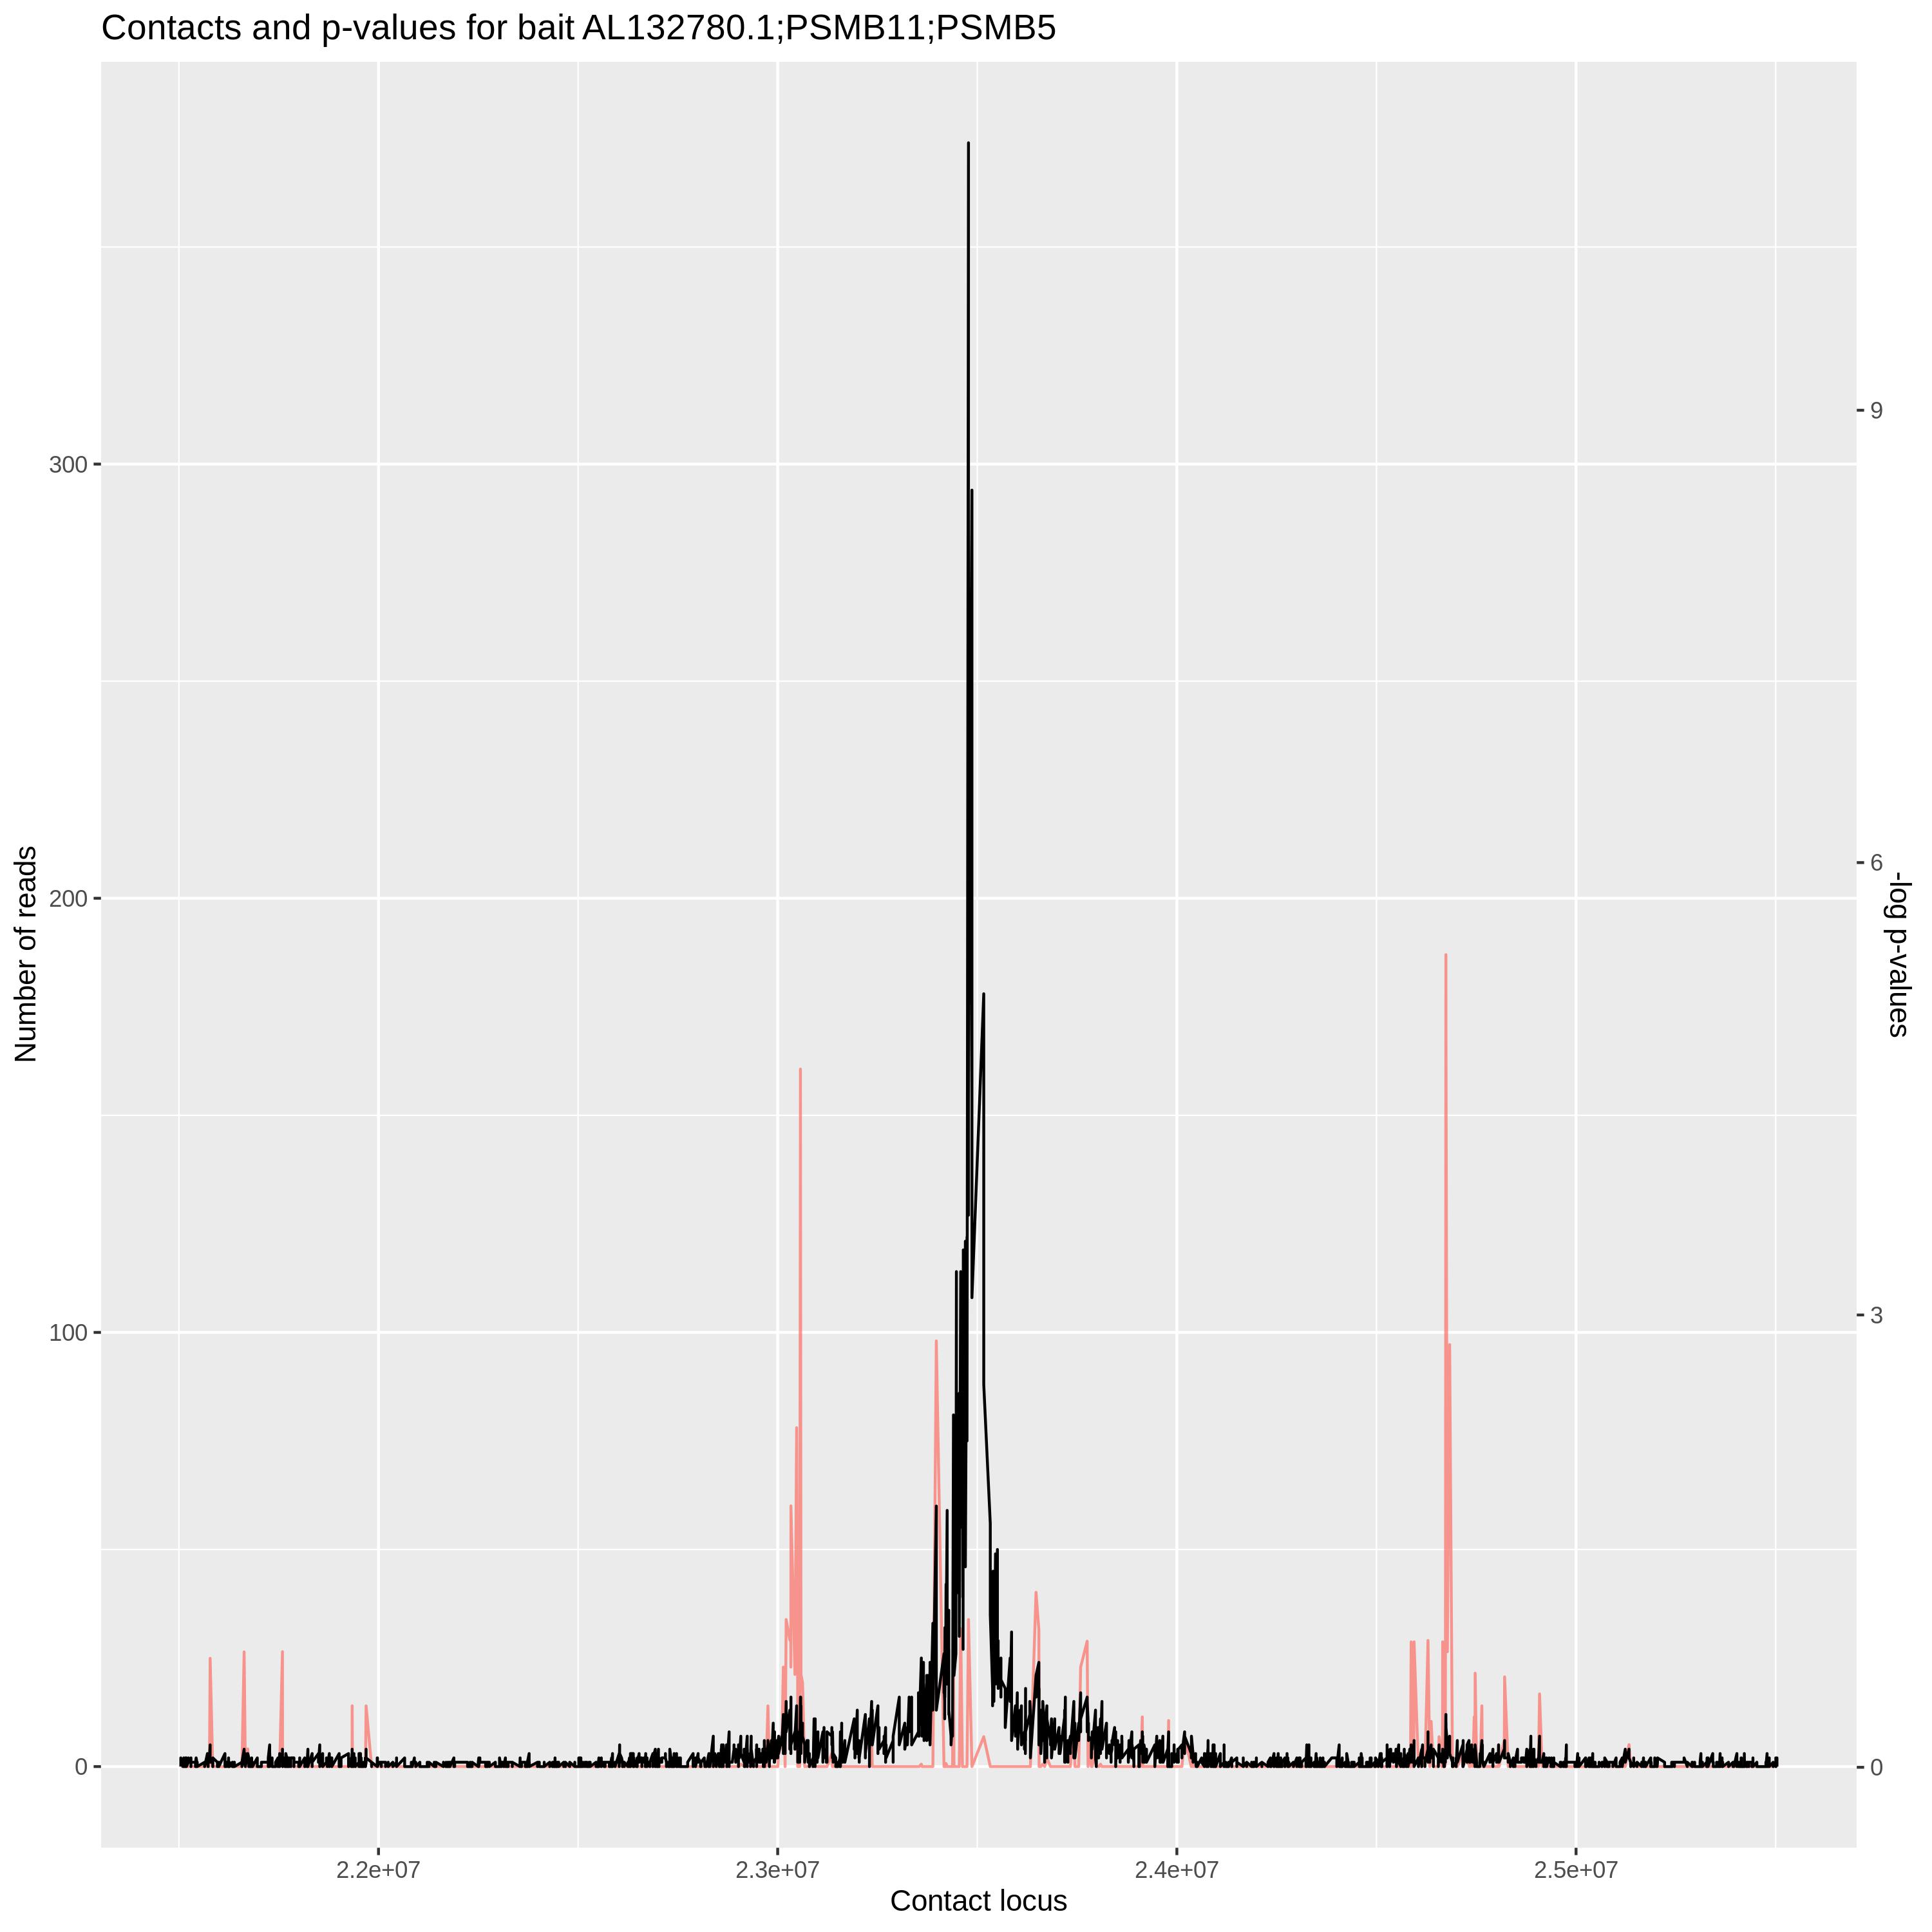 Contacts and p-values for bait AL132780.1;PSMB11;PSMB5
Number of reads
300
200
100
0
9
6
3
0
-log p-values
2.2e+07
2.3e+07
2.4e+07
2.5e+07
Contact locus